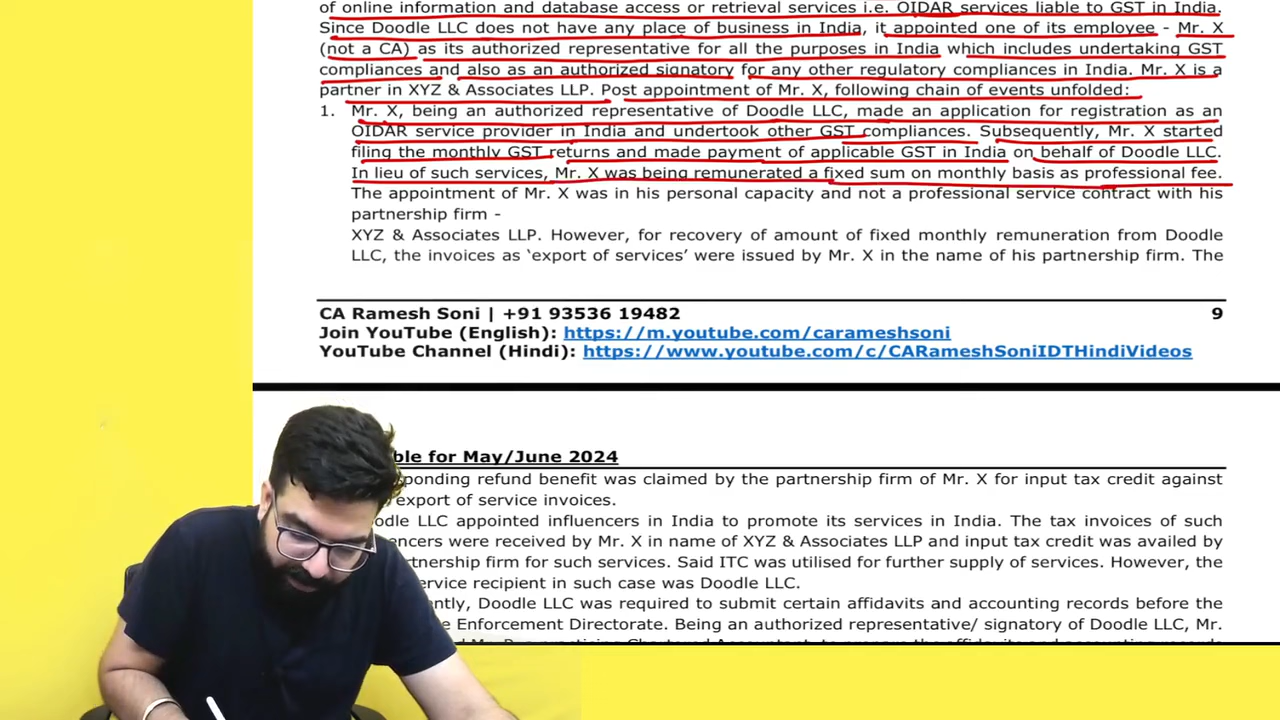 of online information and database access or retrieval services i.e. OIDAR services liable to GST in India.
Since Doodle LLC does not have any place of business in India, it appointed one of its employee - Mr. X
(not a CA) as its authorized representative for all the purposes in India which includes undertaking GST
compliances and also as an authorized signatory for any other regulatory compliances in India. Mr. X is a
partner in XYZ & Associates LLP. Post appointment of Mr. X, following chain of events unfolded:
1. Mr. X, being an authorized representative of Doodle LLC, made an application for registration as an
OIDAR service provider in India and undertook other GST compliances. Subsequently, Mr. X started
filing the monthly GST returns and made payment of applicable GST in India on behalf of Doodle LLC.
In lieu of such services, Mr. X was being remunerated a fixed sum on monthly basis as professional fee.
The appointment of Mr. X was in his personal capacity and not a professional service contract with his
partnership firm -
XYZ & Associates LLP. However, for recovery of amount of fixed monthly remuneration from Doodle
LLC, the invoices as ‘export of services’ were issued by Mr. X in the name of his partnership firm. The
CA Ramesh Soni | +91 93536 19482 9
Join YouTube (English): https://m.youtube.com/carameshsoni
YouTube Channel (Hindi): https://www.youtube.com/c/CARameshSoniIDTHindiVideos
for May/June 2024
refund benefit was claimed by the partnership firm of Mr. X for input tax credit against
export of service invoices.
LLC appointed influencers in India to promote its services in India. The tax invoices of such
were received by Mr. X in name of XYZ & Associates LLP and input tax credit was availed by
firm for such services. Said ITC was utilised for further supply of services. However, the
recipient in such case was Doodle LLC.
Doodle LLC was required to submit certain affidavits and accounting records before the
Enforcement Directorate. Being an authorized representative/ signatory of Doodle LLC, Mr.